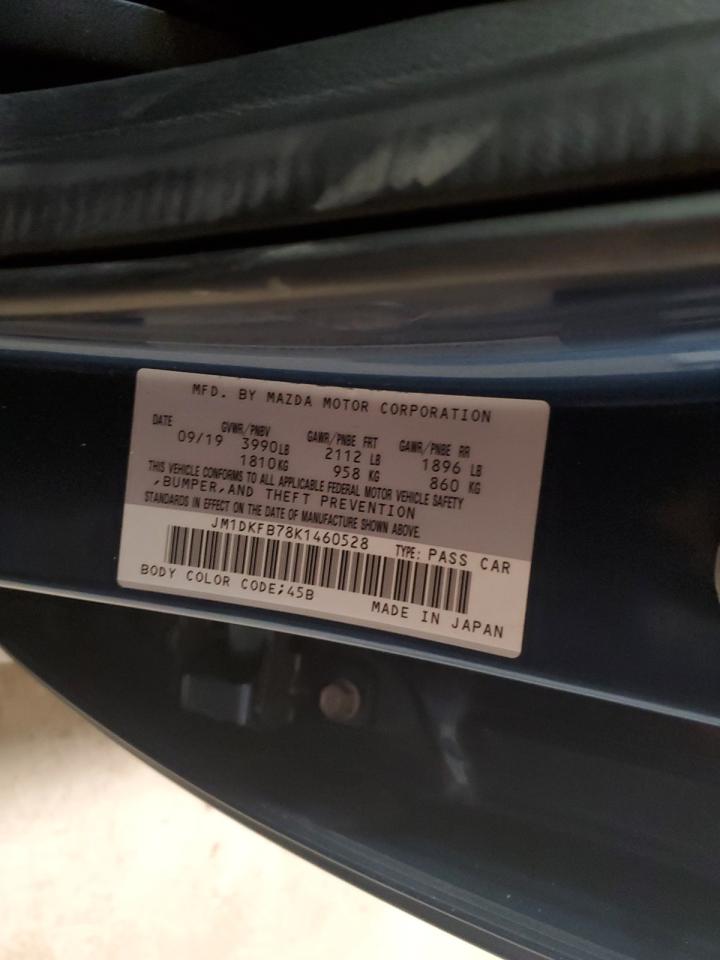 MFD. BY MAZDA MOTOR CORPORATION
DATE GVWR/PNBV GAWR/PNBE FRT GAWR/PNBE RR
09/19 3990LB 2112 LB 1896 LB
1810KG 958 KG 860 KG
THIS VEHICLE CONFORMS TO ALL APPLICABLE FEDERAL MOTOR VEHICLE SAFETY
,BUMPER,AND THEFT PREVENTION
STANDARDS IN EFFECT ON THE DATE OF MANUFACTURE SHOWN ABOVE.
JM1DKFB78K1460528 TYPE: PASS CAR
BODY COLOR CODE;45B MADE IN JAPAN